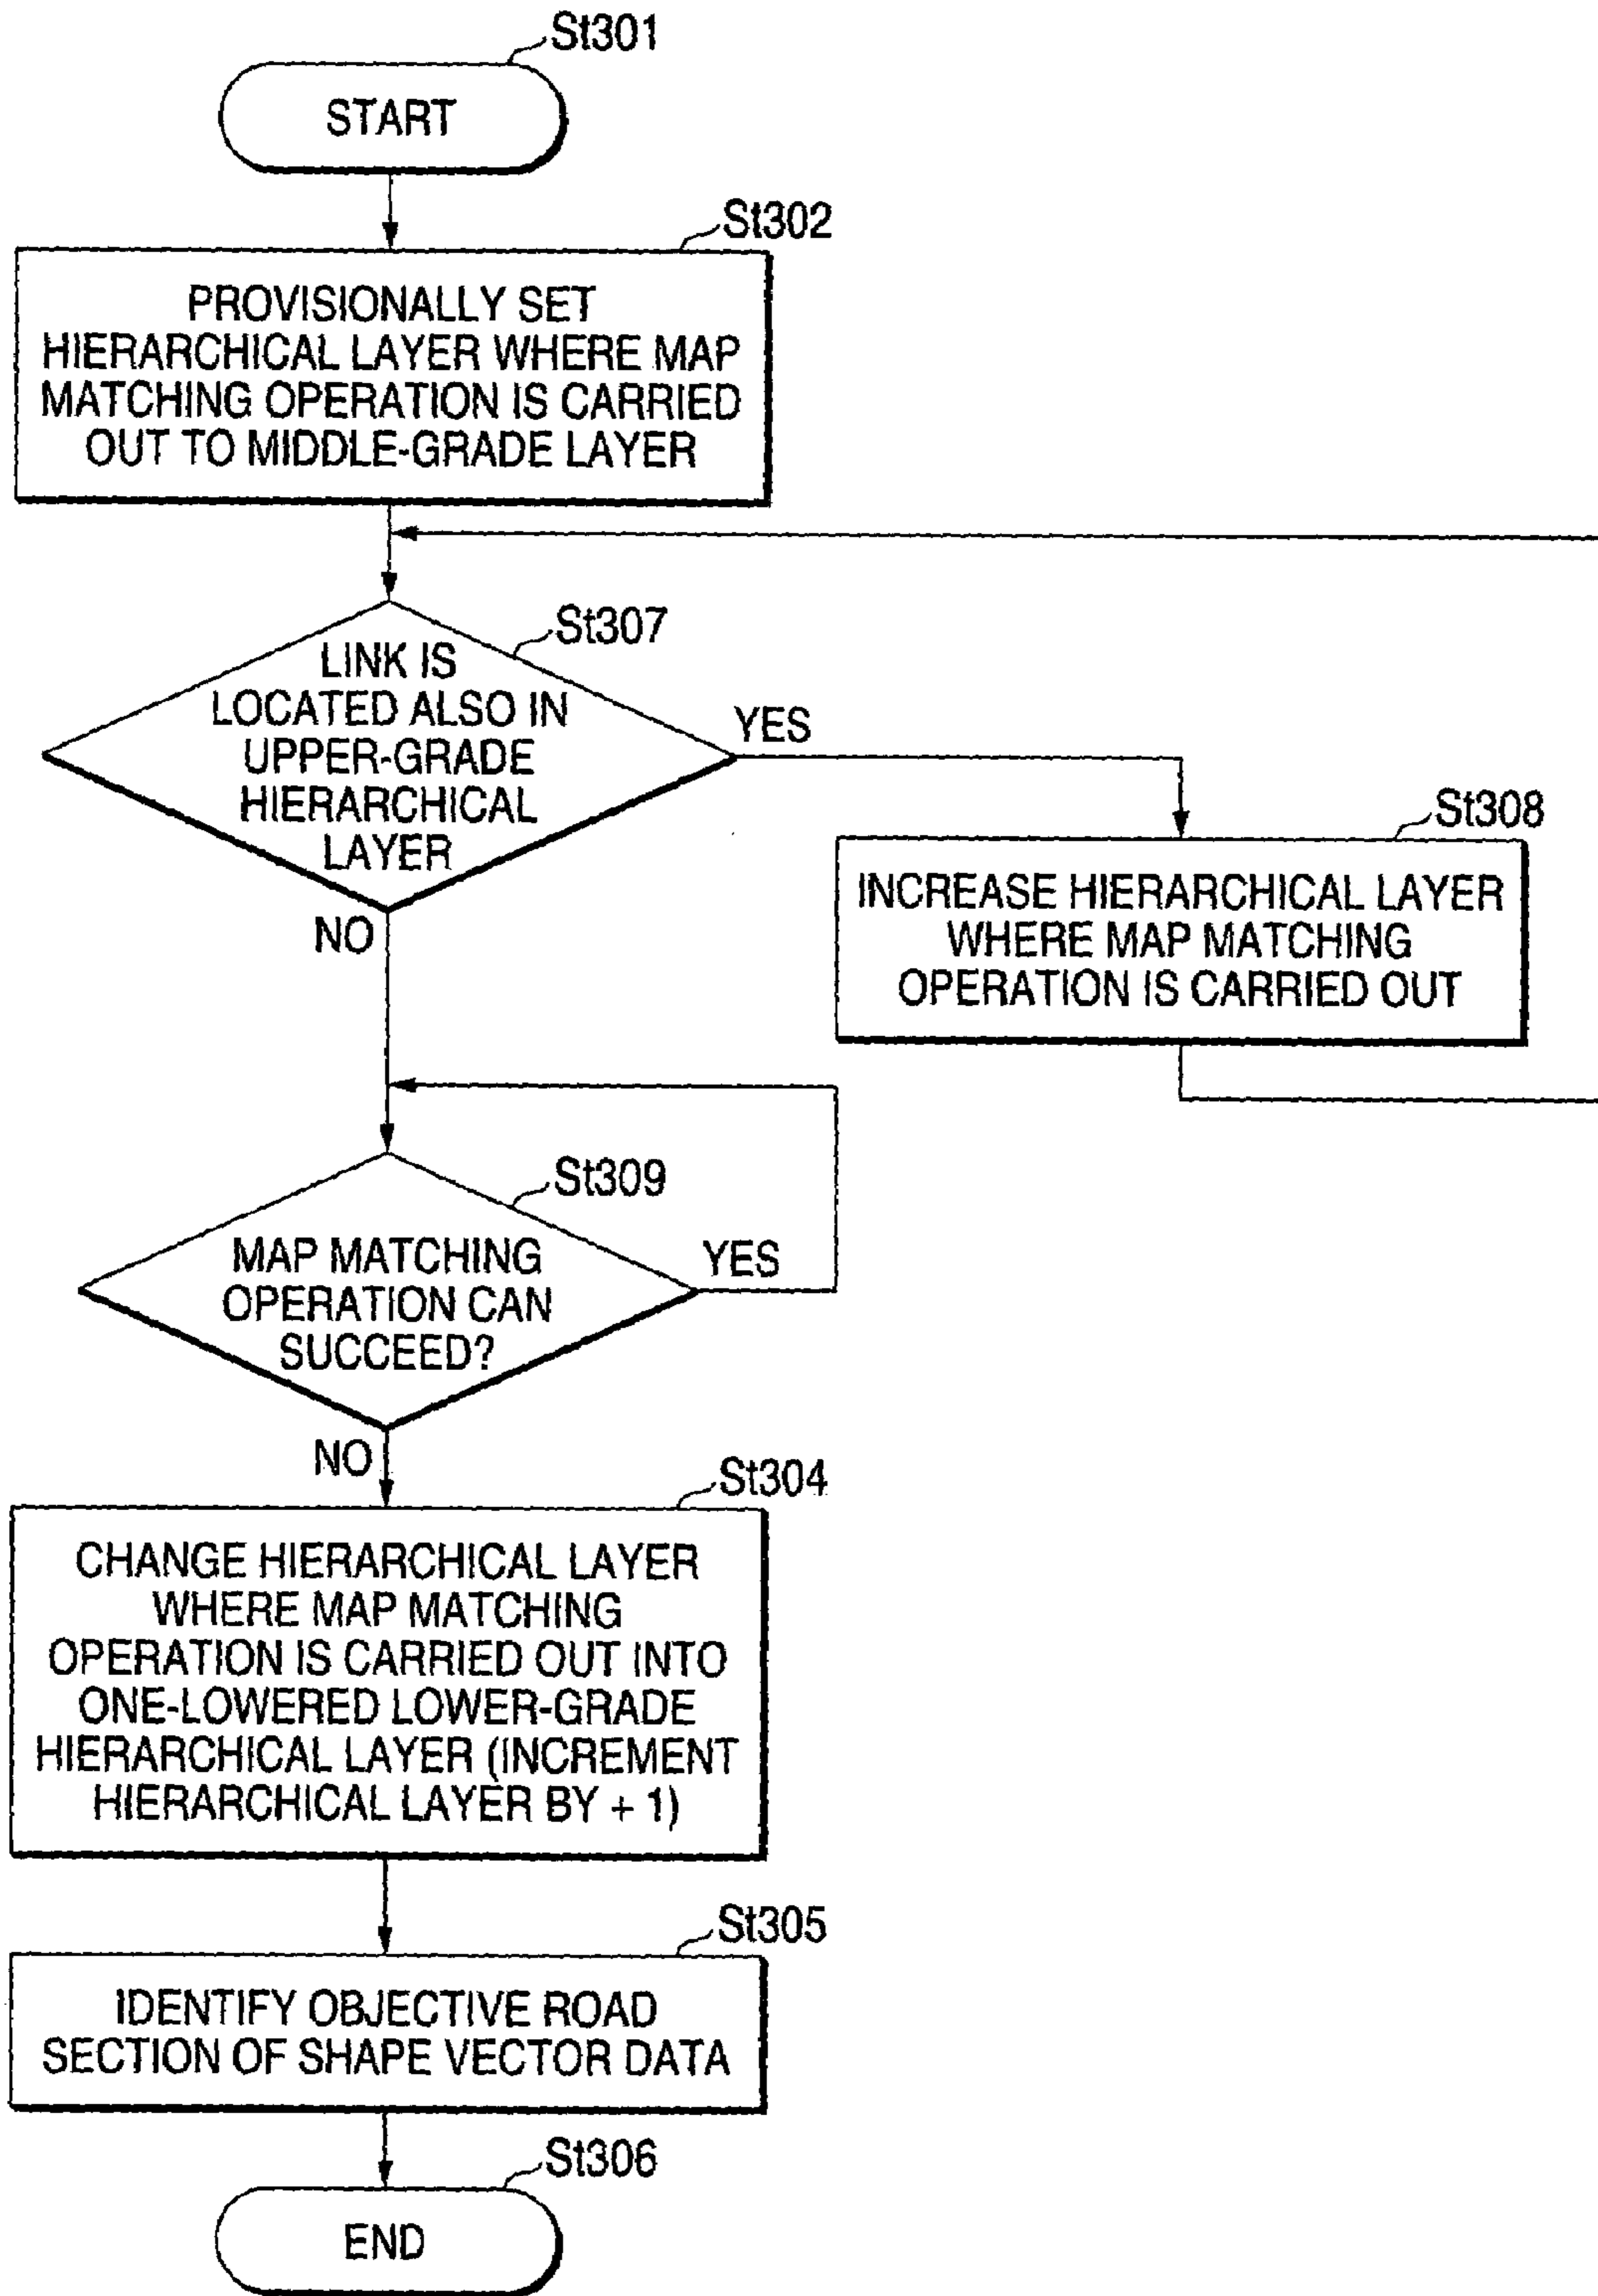 St301
START
St302
PROVISIONALLY SET
HIERARCHICAL LAYER WHERE MAP
MATCHING OPERATION IS CARRIED
OUT TO MIDDLE-GRADE LAYER
St307
LINK IS
LOCATED ALSO IN
UPPER-GRADE
HIERARCHICAL
LAYER
YES
NO
St308
INCREASE HIERARCHICAL LAYER
WHERE MAP MATCHING
OPERATION IS CARRIED OUT
St309
MAP MATCHING
OPERATION CAN
SUCCEED?
YES
NO
St304
CHANGE HIERARCHICAL LAYER
WHERE MAP MATCHING
OPERATION IS CARRIED OUT INTO
ONE-LOWERED LOWER-GRADE
HIERARCHICAL LAYER (INCREMENT
HIERARCHICAL LAYER BY + 1)
St305
IDENTIFY OBJECTIVE ROAD
SECTION OF SHAPE VECTOR DATA
St306
END